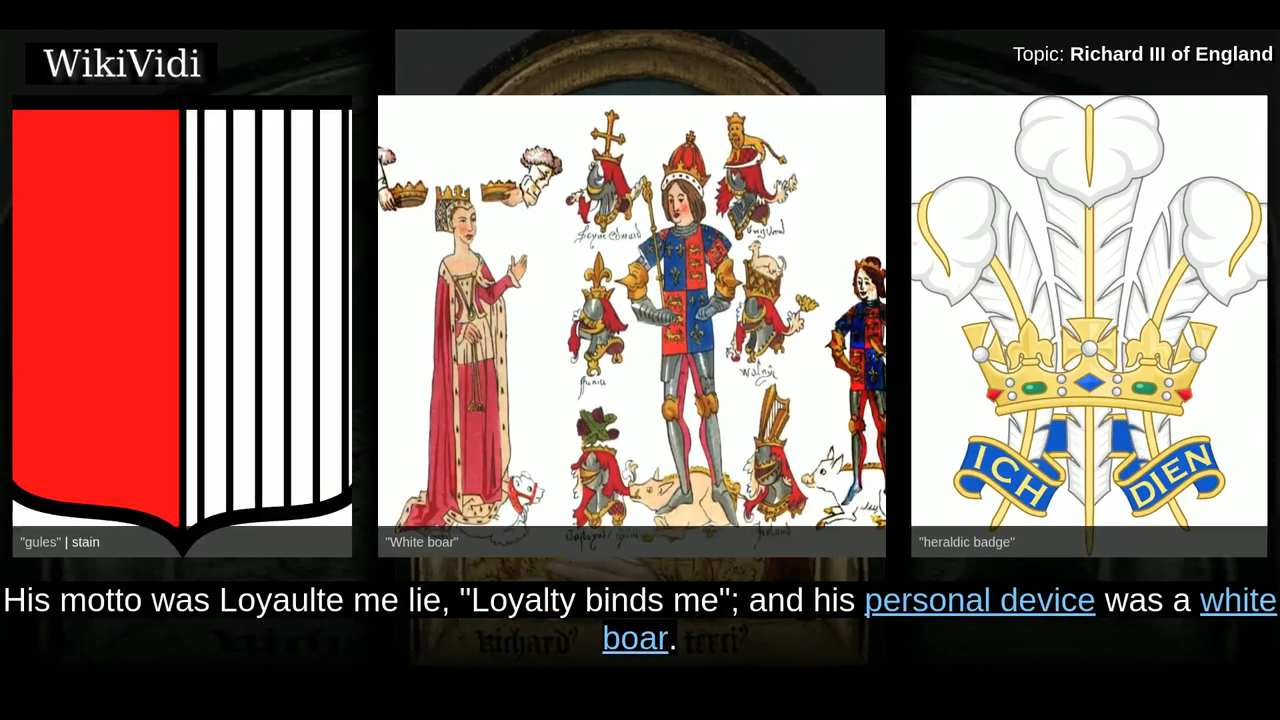 WikiVidi
Topic: Richard III of England
ICH
DIEN
"gules" | stain
"White boar"
"heraldic badge"
His motto was Loyaulte me lie, "Loyalty binds me"; and his personal device was a white
boar.